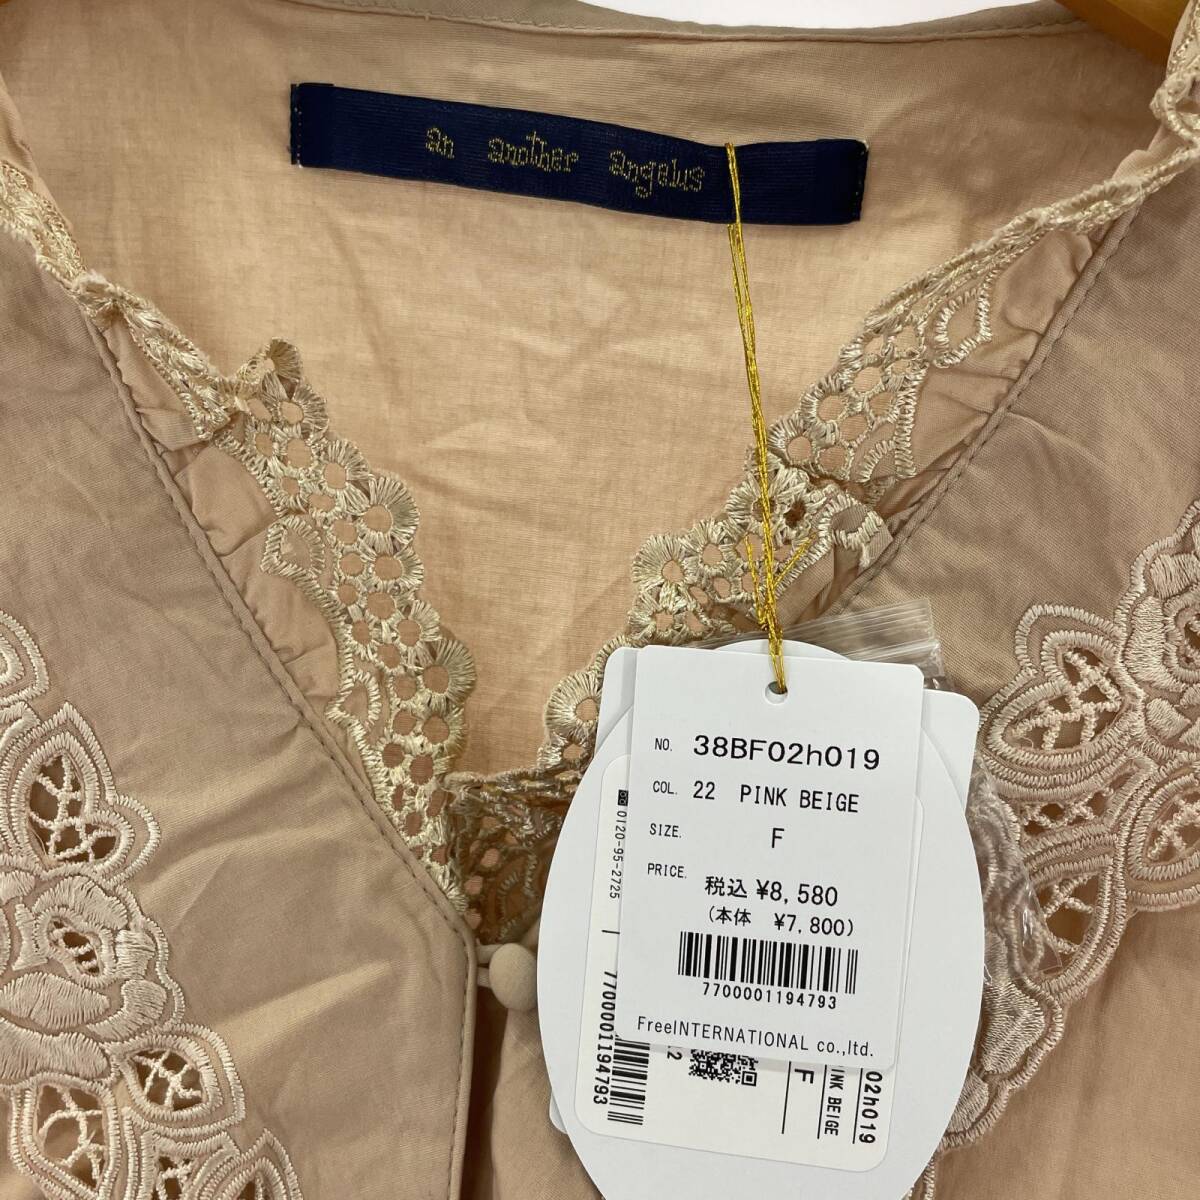 an another angelus
NO. 38BF02h019
COL. 22 PINK BEIGE
SIZE. F
PRICE. 税込 ¥8,580
(本体 ¥7,800)
7700001194793
FreeINTERNATIONAL co.,ltd.
0120-95-2725
7700001194793
02h019
INK BEIGE
F